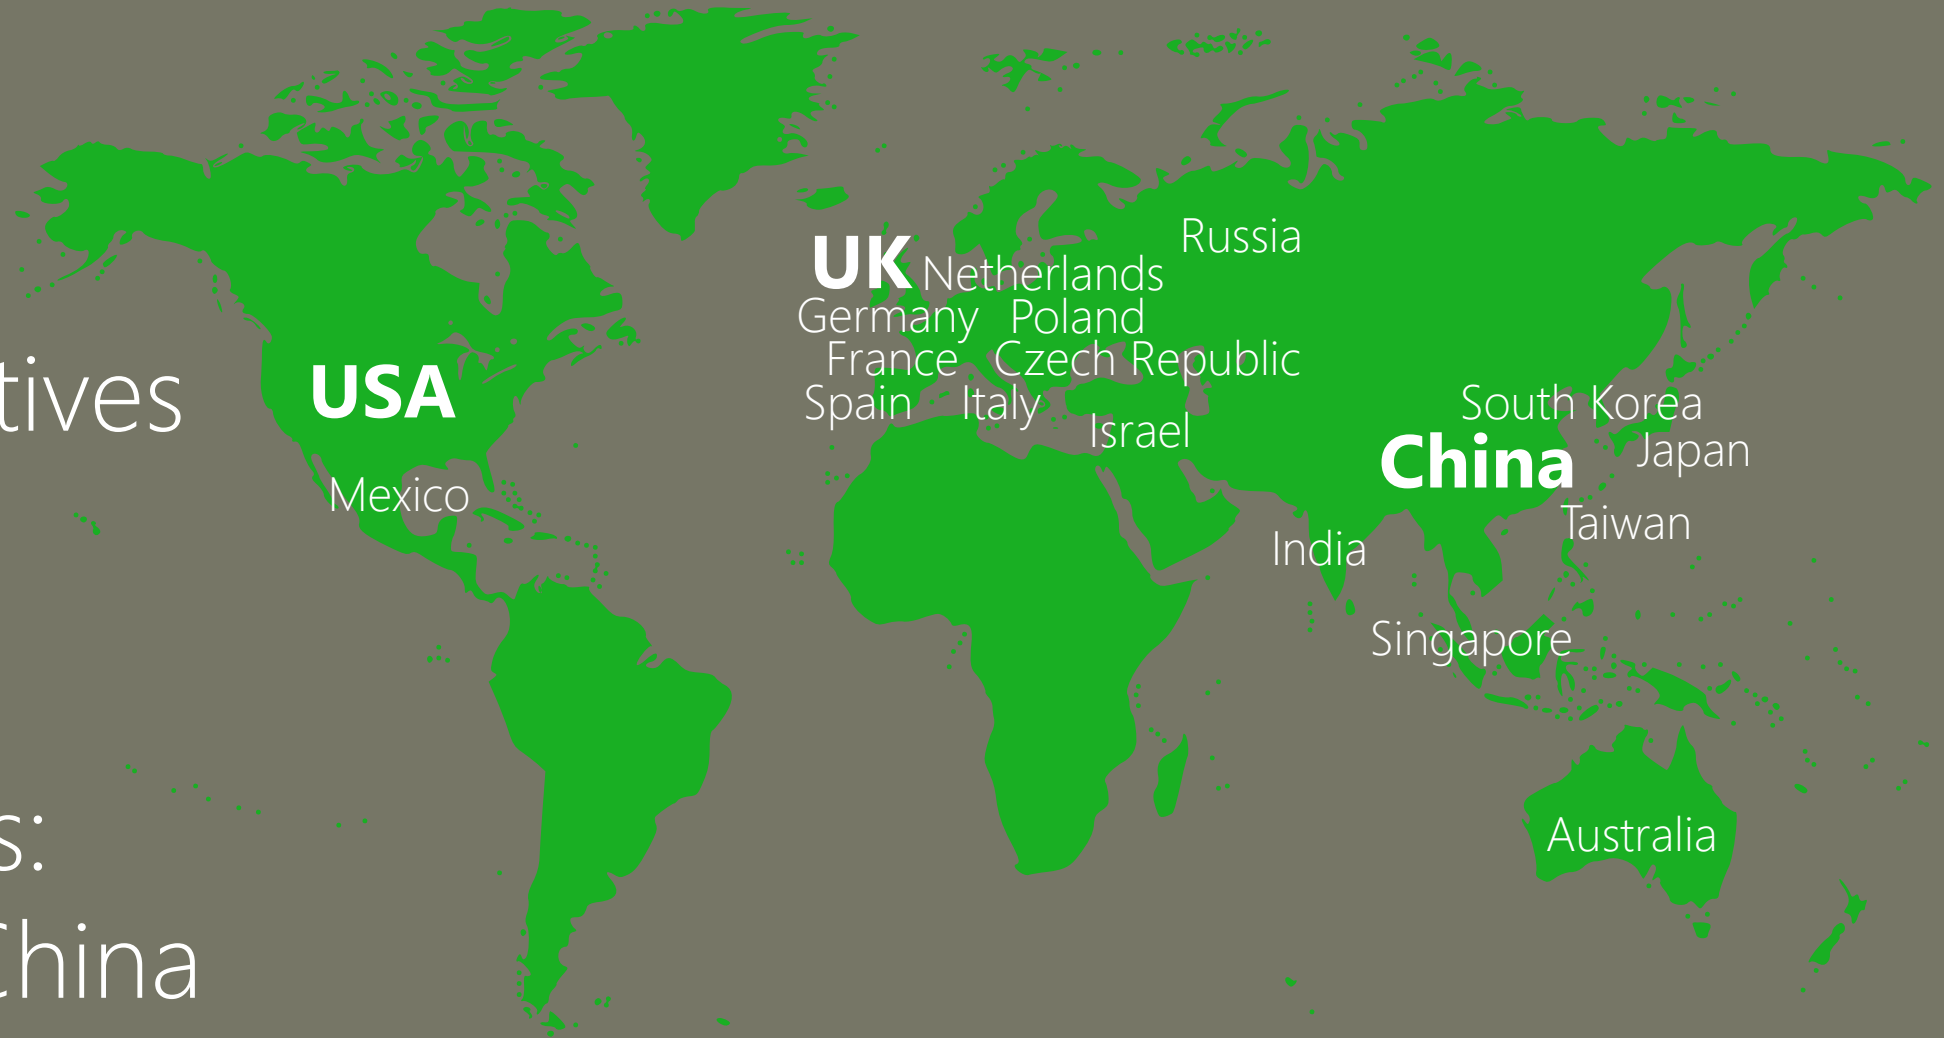 Russia
UK Netherlands
Germany Poland
tives
USA
France Czech Republic
Spain Italy
Israel
South Korea
China
Japan
Mexico
Taiwan
India
Singapore
Australia
s:
China